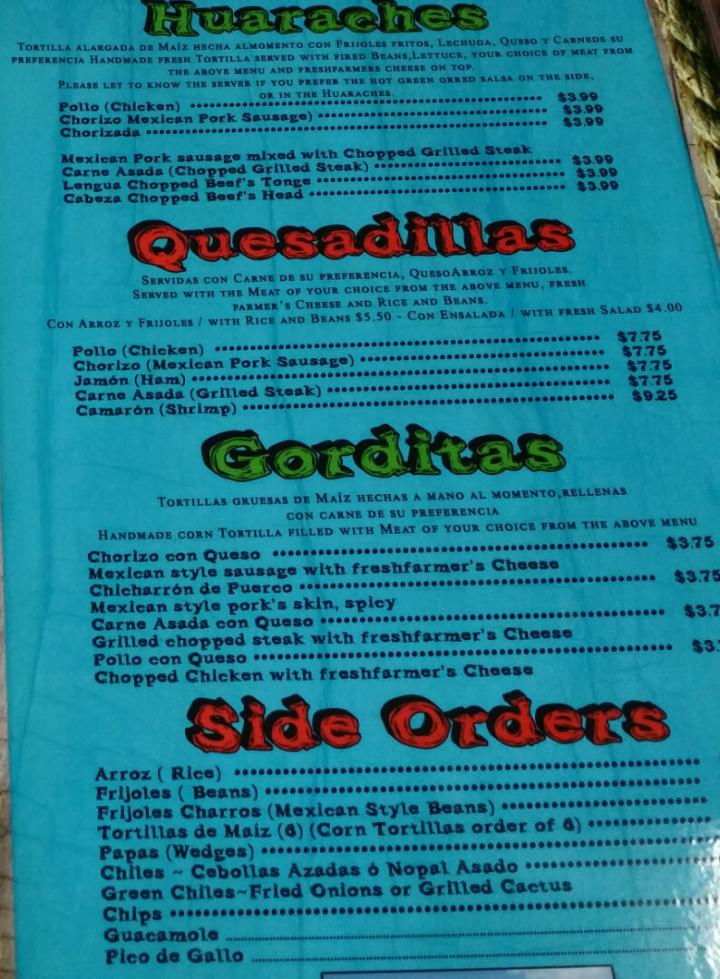 Huaraches
Tortilla alargada de Maíz hecha almomento con Frijoles fritos, Lechuga, Queso y Carnede su
preferencia Handmade fresh Tortilla served with fired Beans,Lettuce, your choice of meat from
the above menu and freshfarmers cheese on top.
Please let to know the server if you prefer the hot green orred salsa on the side,
or in the Huaraches.
Pollo (Chicken) $3.99
Chorizo Mexican Pork Sausage) $3.99
Chorizada $3.99
Mexican Pork sausage mixed with Chopped Grilled Steak
Carne Asada (Chopped Grilled Steak) $3.99
Lengua Chopped Beef's Tonge $3.99
Cabeza Chopped Beef's Head $3.99
Quesadillas
Servidas con Carne de su preferencia, QuesoArroz y Frijoles.
Served with the Meat of your choice from the above menu, fresh
farmer's Cheese and Rice and Beans.
Con Arroz y Frijoles / with Rice and Beans $5.50 - Con Ensalada / with fresh Salad $4.00
Pollo (Chicken) $7.75
Chorizo (Mexican Pork Sausage) $7.75
Jamón (Ham) $7.75
Carne Asada (Grilled Steak) $7.75
Camarón (Shrimp) $9.25
Gorditas
Tortillas gruesas de Maíz hechas a mano al momento,rellenas
con carne de su preferencia
Handmade corn Tortilla filled with Meat of your choice from the above menu
Chorizo con Queso $3.75
Mexican style sausage with freshfarmer's Cheese
Chicharrón de Puerco $3.75
Mexican style pork's skin, spicy
Carne Asada con Queso $3.7
Grilled chopped steak with freshfarmer's Cheese
Pollo con Queso $3.
Chopped Chicken with freshfarmer's Cheese
Side Orders
Arroz ( Rice)
Frijoles ( Beans)
Frijoles Charros (Mexican Style Beans)
Tortillas de Maiz (6) (Corn Tortillas order of 6)
Papas (Wedges)
Chiles ~ Cebollas Azadas ó Nopal Asado
Green Chiles~Fried Onions or Grilled Cactus
Chips
Guacamole
Pico de Gallo